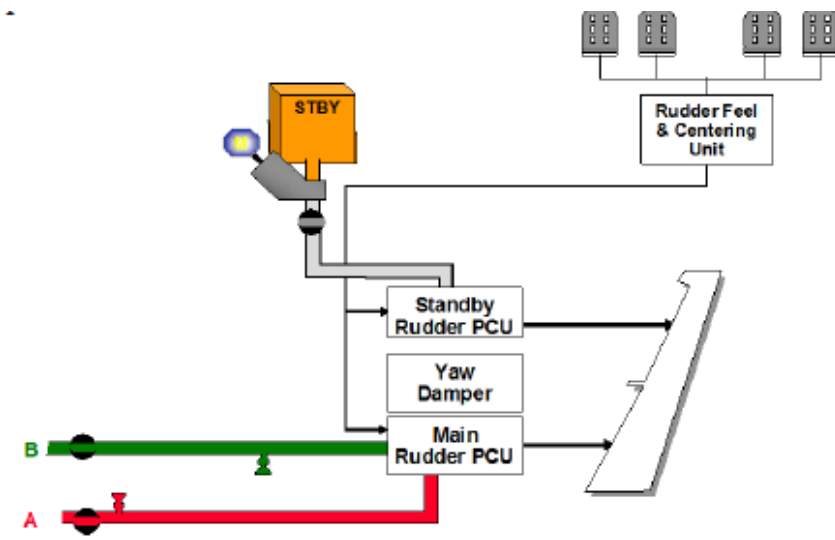 STBY
M
Rudder Feel
& Centering
Unit
Standby
Rudder PCU
Yaw
Damper
Main
Rudder PCU
B
A